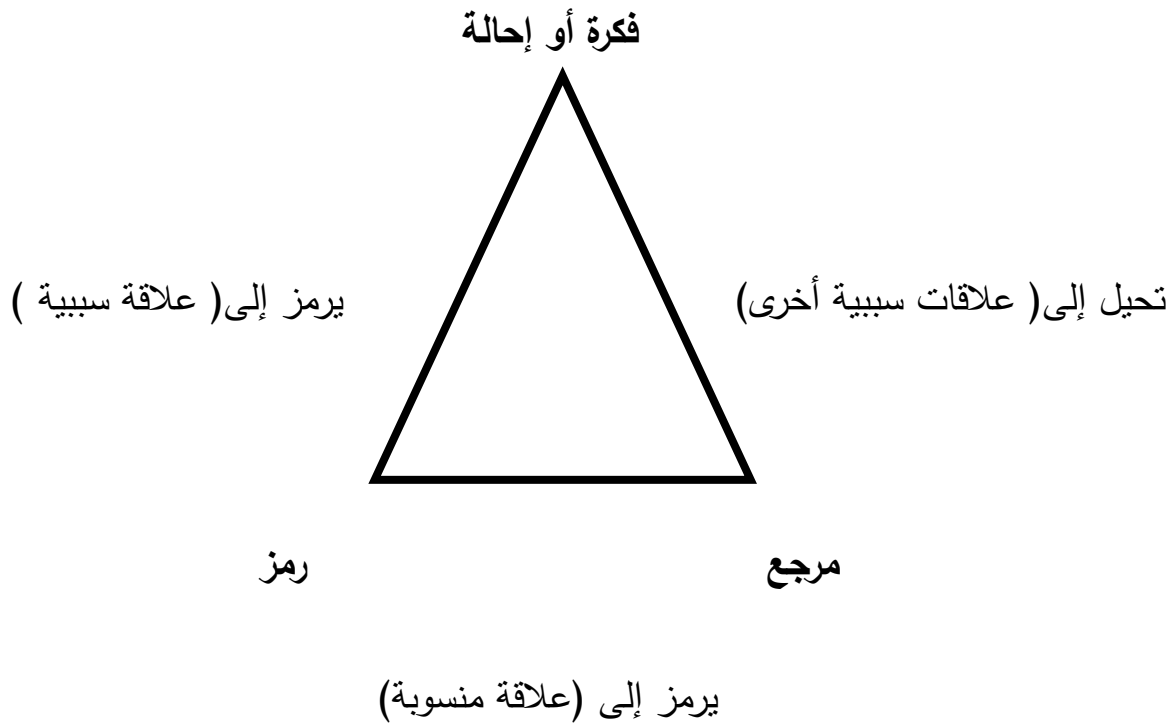 فكرة أو إحالة
تحيل إلى( علاقات سببية أخرى)
يرمز إلى( علاقة سببية )
مرجع
رمز
يرمز إلى (علاقة منسوبة)